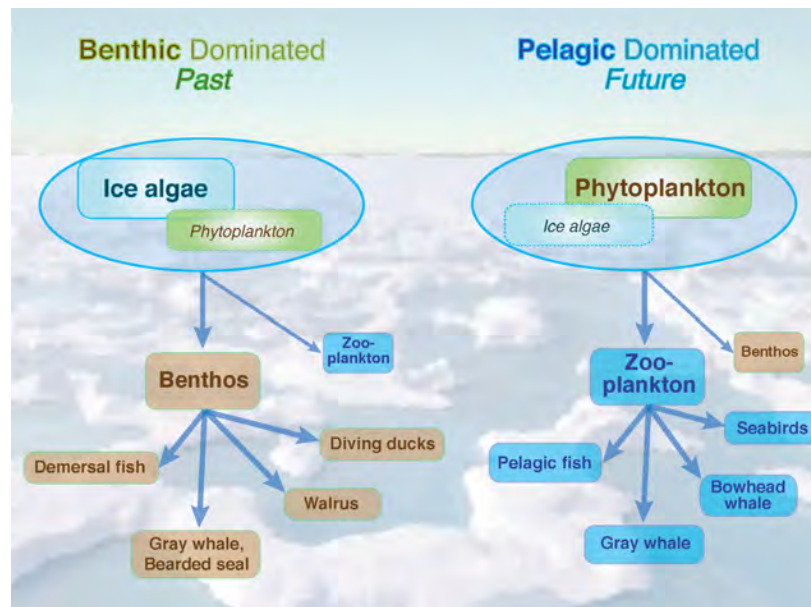 Benthic Dominated
Past
Ice algae
Phytoplankton
Zoo-
plankton
Benthos
Diving ducks
Demersal fish
Walrus
Gray whale,
Bearded seal
Pelagic Dominated
Future
Phytoplankton
Ice algae
Benthos
Zoo-
plankton
Seabirds
Pelagic fish
Bowhead
whale
Gray whale